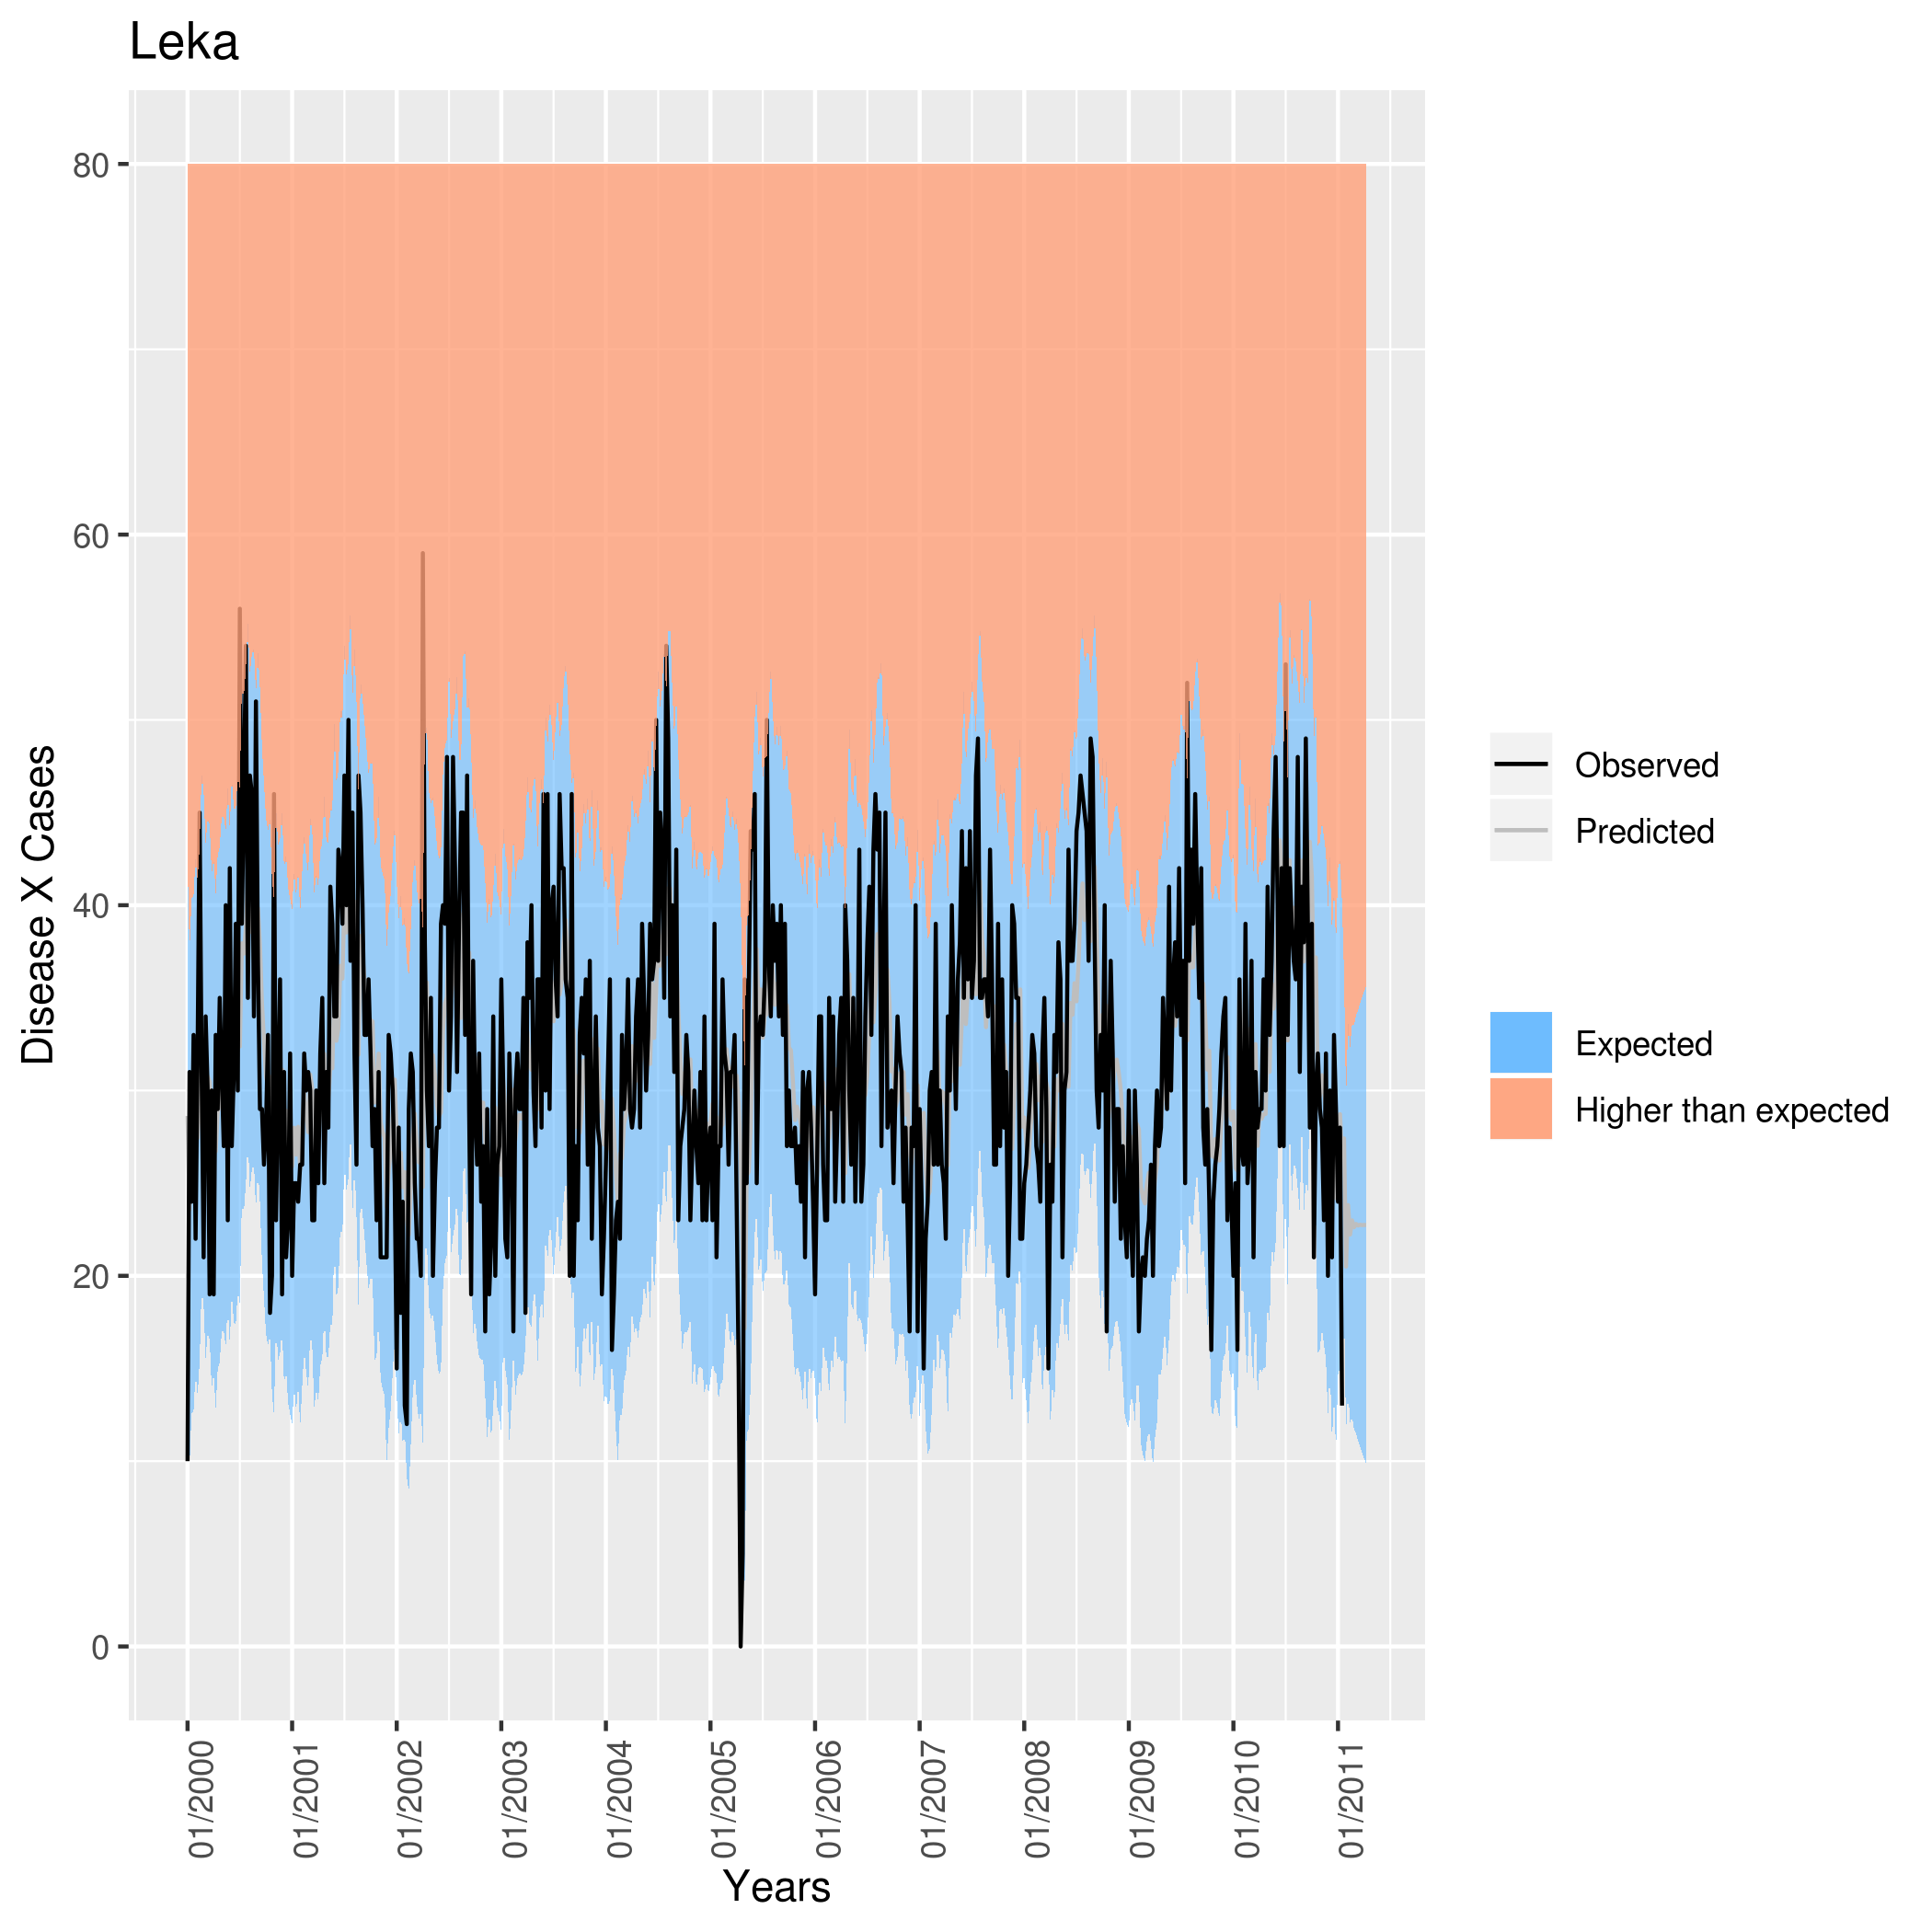 Leka
80
60
40
20
0
Disease X Cases
01/2000
01/2001
01/2002
01/2003
01/2004
01/2005
01/2006
01/2007
01/2008
01/2009
01/2010
01/2011
Years
Observed
Predicted
Expected
Higher than expected